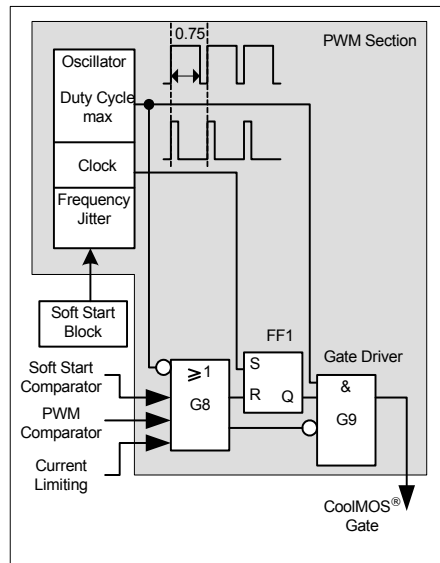 0.75
PWM Section
Oscillator
Duty Cycle
max
Clock
Frequency
Jitter
Soft Start
Block
FF1
Soft Start
Comparator
PWM
Comparator
Current
Limiting
≥1
G8
S
R
Q
Gate Driver
&
G9
CoolMOS®
Gate